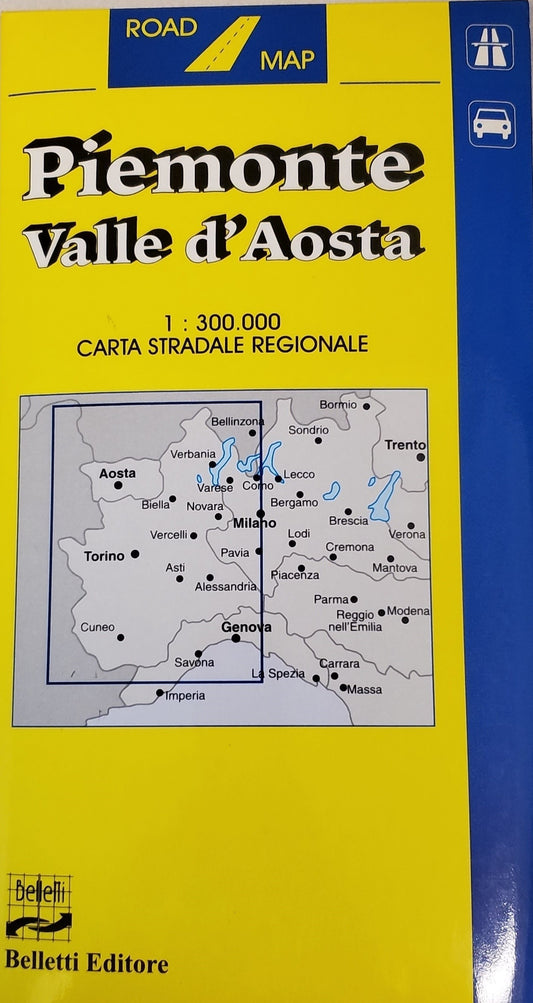 ROAD
MAP
Piemonte
Valle d'Aosta
1 : 300.000
CARTA STRADALE REGIONALE
Bormio
Bellinzona
Sondrio
Trento
Verbania
Aosta
Lecco
Varese
Como
Biella
Novara
Bergamo
Milano
Brescia
Verona
Vercelli
Lodi
Torino
Pavia
Cremona
Mantova
Asti
Piacenza
Alessandria
Parma
Reggio
nell'Emilia
Modena
Cuneo
Genova
Savona
Carrara
La Spezia
Massa
Imperia
Belletti
Belletti Editore